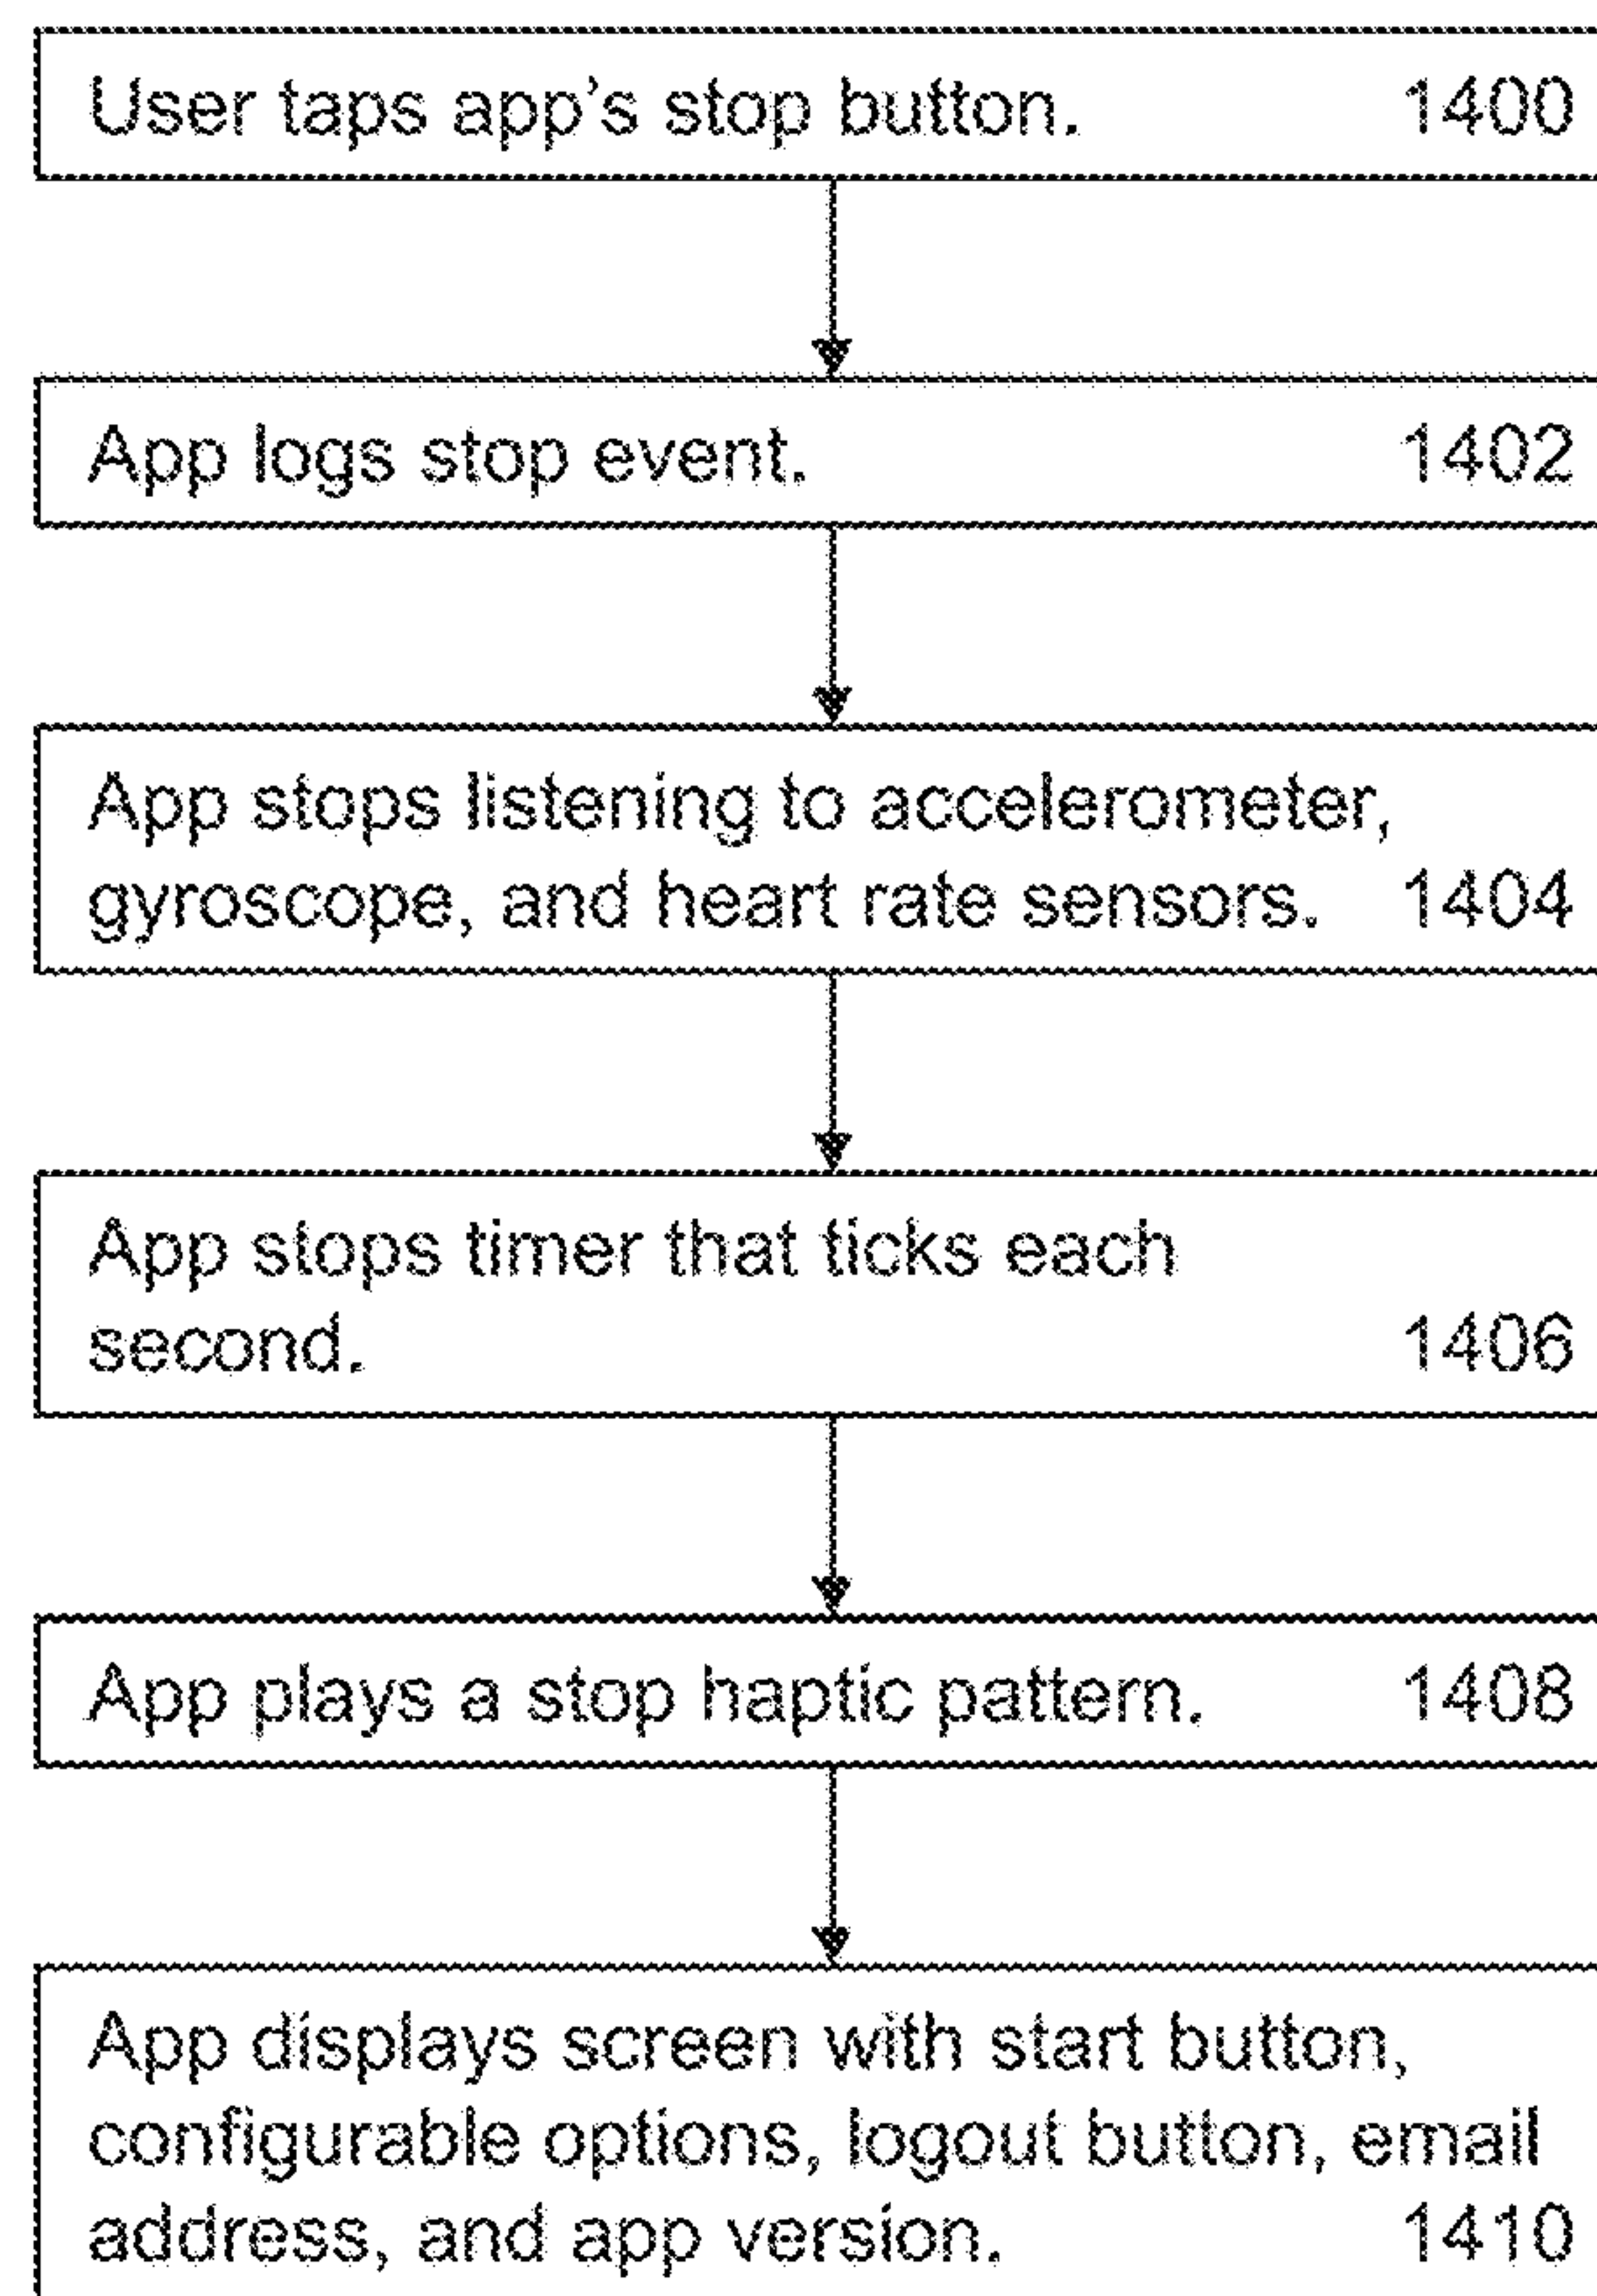 User taps app's stop button. 1400
App logs stop event. 1402
App stops listening to accelerometer,
gyroscope, and heart rate sensors. 1404
App stops timer that ticks each
second. 1406
App plays a stop haptic pattern. 1408
App displays screen with start button,
configurable options, logout button, email
address, and app version. 1410